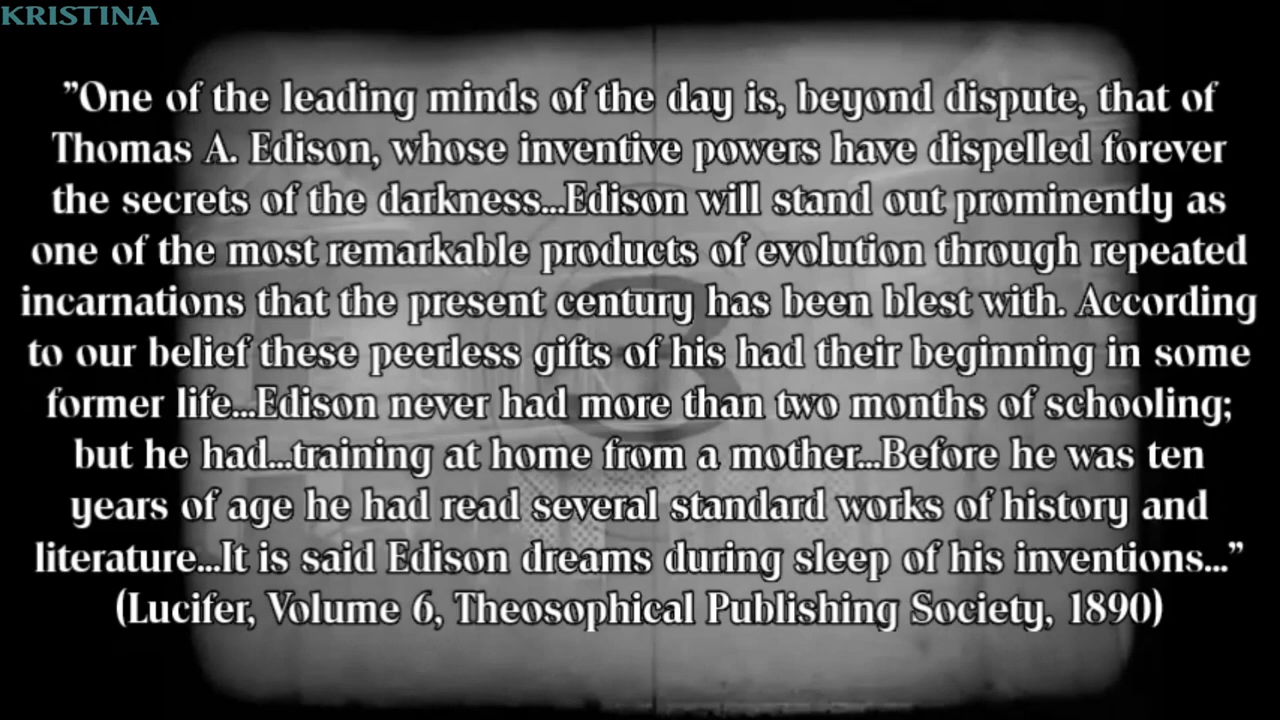 KRISTINA
"One of the leading minds of the day is, beyond dispute, that of
Thomas A. Edison, whose inventive powers have dispelled forever
the secrets of the darkness...Edison will stand out prominently as
one of the most remarkable products of evolution through repeated
incarnations that the present century has been blest with. According
to our belief these peerless gifts of his had their beginning in some
former life...Edison never had more than two months of schooling;
but he had...training at home from a mother...Before he was ten
years of age he had read several standard works of history and
literature...It is said Edison dreams during sleep of his inventions..."
(Lucifer, Volume 6, Theosophical Publishing Society, 1890)